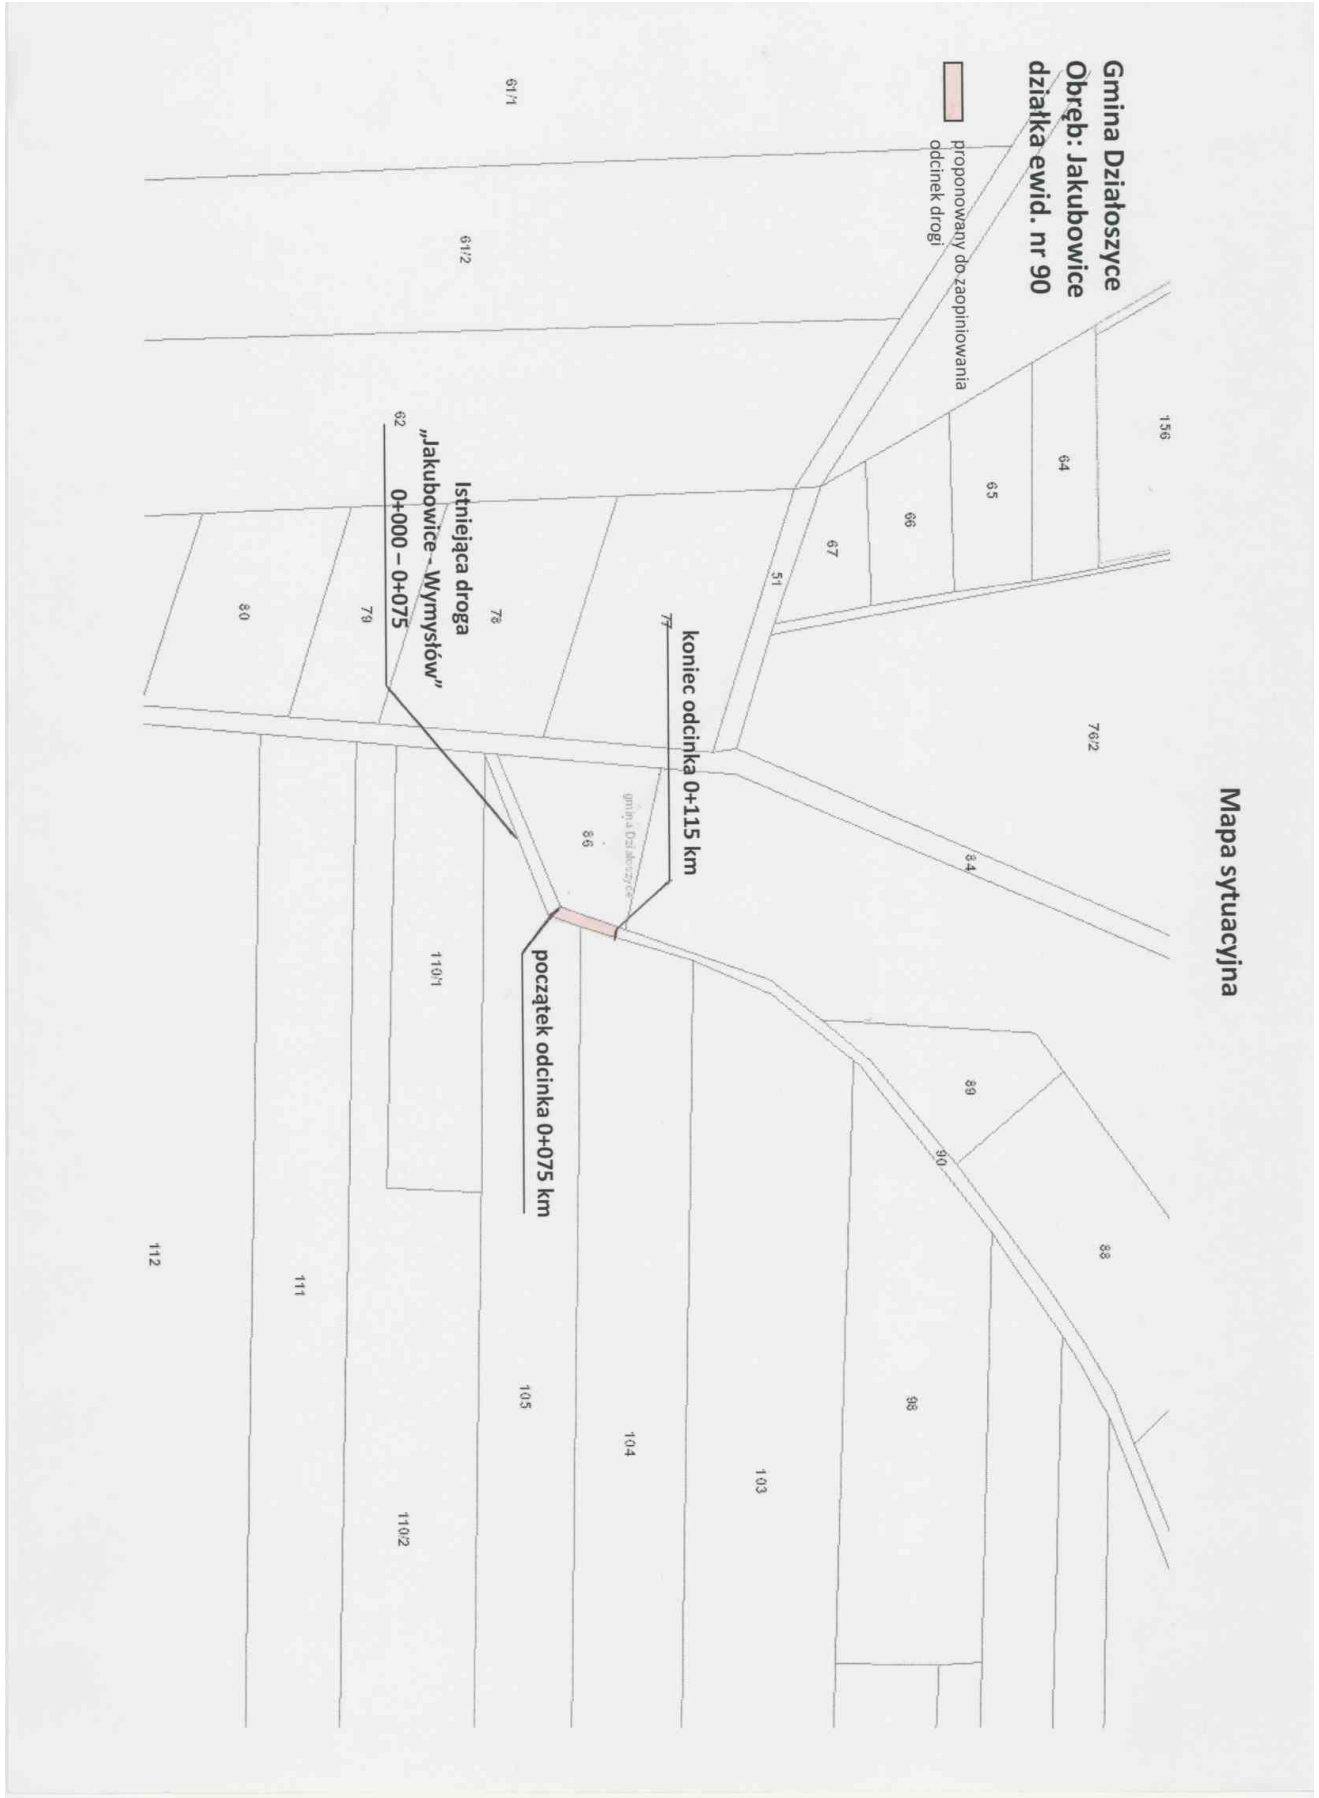 Mapa sytuacyjna
Gmina Działoszyce
Obręb: Jakubowice
działka ewid. nr 90
proponowany do zaopiniowania
odcinek drogi
156
64
65
66
67
51
76/2
84
61/1
61/2
62
77
78
79
80
koniec odcinka 0+115 km
Istniejąca droga
„Jakubowice - Wymysłów”
0+000 – 0+075
gmina Działoszyce
86
początek odcinka 0+075 km
89
90
88
98
103
104
105
110/1
110/2
111
112